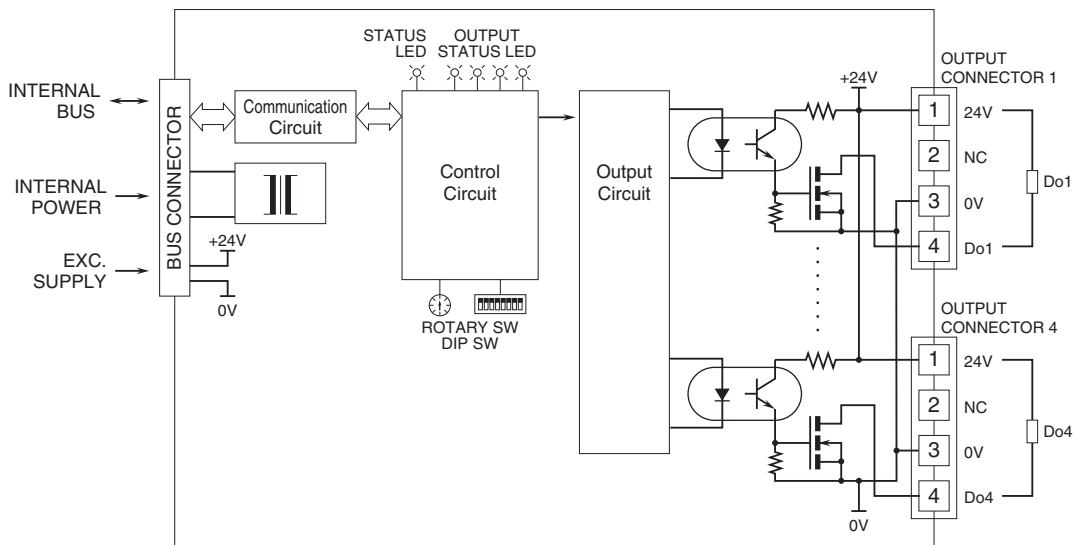 STATUS
LED
OUTPUT
STATUS LED
OUTPUT
CONNECTOR 1
+24V
INTERNAL
BUS
BUS CONNECTOR
Communication
Circuit
Control
Circuit
Output
Circuit
1
24V
2
NC
3
0V
4
Do1
Do1
INTERNAL
POWER
+24V
EXC.
SUPPLY
0V
ROTARY SW
DIP SW
OUTPUT
CONNECTOR 4
+24V
1
24V
2
NC
3
0V
4
Do4
Do4
0V